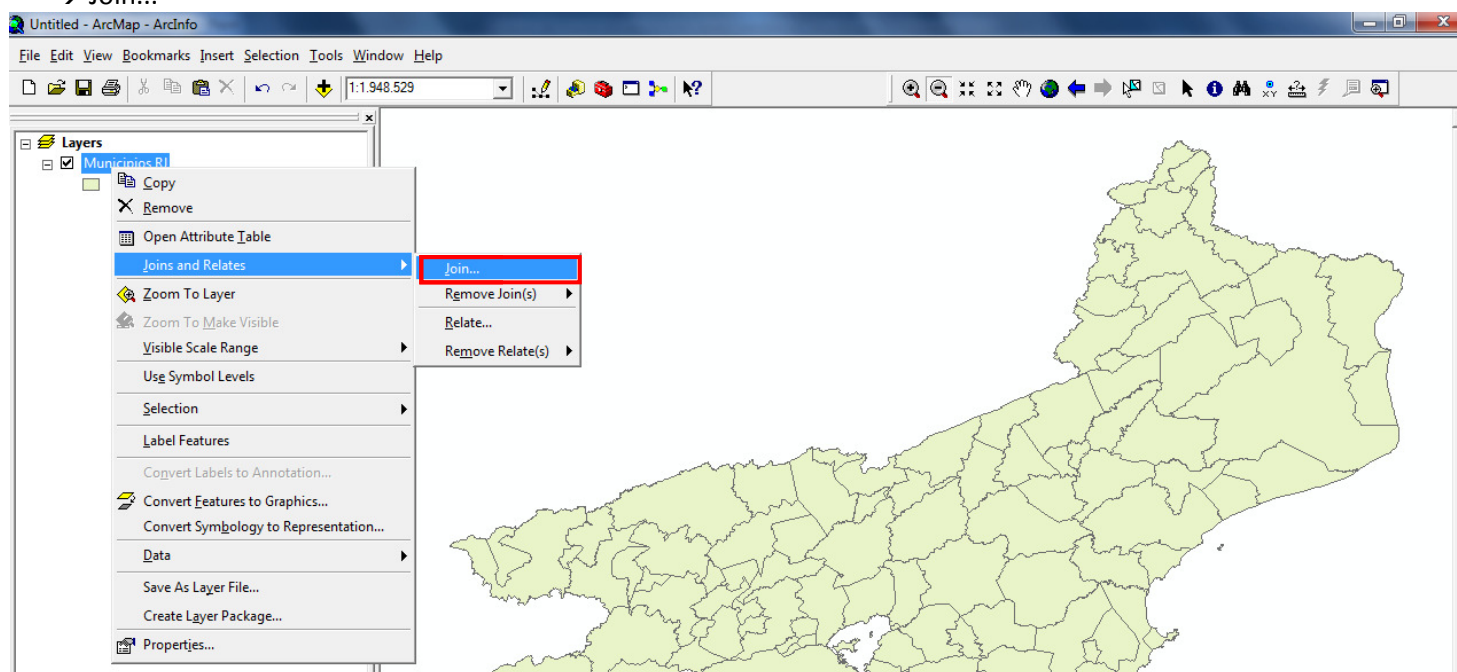 → Join...
Untitled - ArcMap - ArcInfo
File Edit View Bookmarks Insert Selection Tools Window Help
1:1.948.529
Layers
Municipios RJ
Copy
Remove
Open Attribute Table
Joins and Relates
Join...
Remove Join(s)
Relate...
Remove Relate(s)
Zoom To Layer
Zoom To Make Visible
Visible Scale Range
Use Symbol Levels
Selection
Label Features
Convert Labels to Annotation...
Convert Features to Graphics...
Convert Symbology to Representation...
Data
Save As Layer File...
Create Layer Package...
Properties...